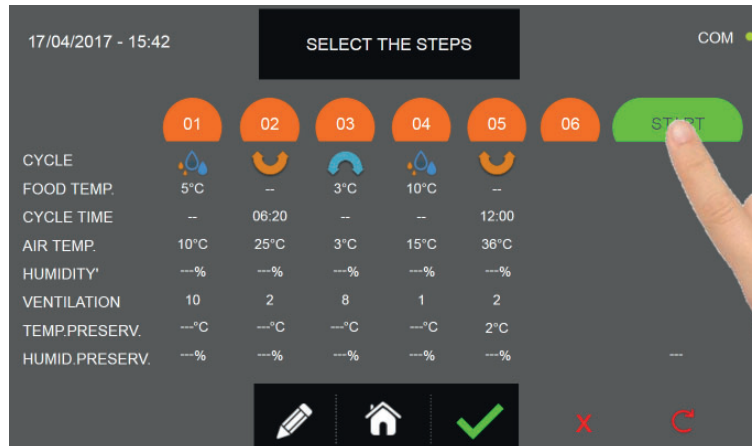 17/04/2017 - 15:42
SELECT THE STEPS
COM
01 02 03 04 05 06 START
CYCLE
FOOD TEMP. 5°C -- 3°C 10°C --
CYCLE TIME -- 06:20 -- -- 12:00
AIR TEMP. 10°C 25°C 3°C 15°C 36°C
HUMIDITY' ---% ---% ---% ---% ---%
VENTILATION 10 2 8 1 2
TEMP.PRESERV. ---°C ---°C ---°C ---°C 2°C
HUMID.PRESERV. ---% ---% ---% ---% ---% ---
X